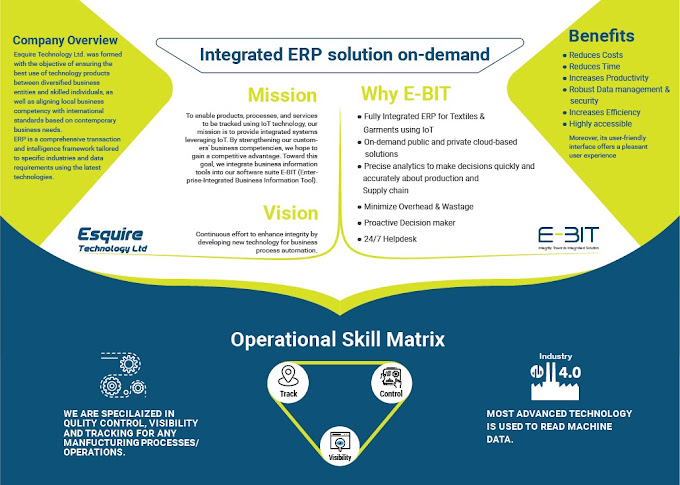 Company Overview
Esquire Technology Ltd. was formed
with the objective of ensuring the
best use of technology products
between diversified business
entities and skilled individuals, as
well as aligning local business
competency with international
standards based on contemporary
business needs.
ERP is a comprehensive transaction
and intelligence framework tailored
to specific industries and data
requirements using the latest
technologies.
Integrated ERP solution on-demand
Mission
To enable products, processes, and services
to be tracked using IoT technology, our
mission is to provide integrated systems
leveraging IoT. By strengthening our custom-
ers' business competencies, we hope to
gain a competitive advantage. Toward this
goal, we integrate business information
tools into our software suite E-BIT (Enter-
prise-Integrated Business Information Tool).
Vision
Continuous effort to enhance integrity by
developing new technology for business
process automation.
Why E-BIT
• Fully Integrated ERP for Textiles &
Garments using IoT
• On-demand public and private cloud-based
solutions
• Precise analytics to make decisions quickly and
accurately about production and
Supply chain
• Minimize Overhead & Wastage
• Proactive Decision maker
• 24/7 Helpdesk
Benefits
• Reduces Costs
• Reduces Time
• Increases Productivity
• Robust Data management &
security
• Increases Efficiency
• Highly accessible
Moreover, its user-friendly
interface offers a pleasant
user experience
Esquire
Technology Ltd
E-BIT
Integrity Towards Integrated Solution
Operational Skill Matrix
WE ARE SPECILAIZED IN
QULITY CONTROL, VISIBILITY
AND TRACKING FOR ANY
MANFUCTURING PROCESSES/
OPERATIONS.
Track
Control
Visibility
Industry
4.0
MOST ADVANCED TECHNOLOGY
IS USED TO READ MACHINE
DATA.